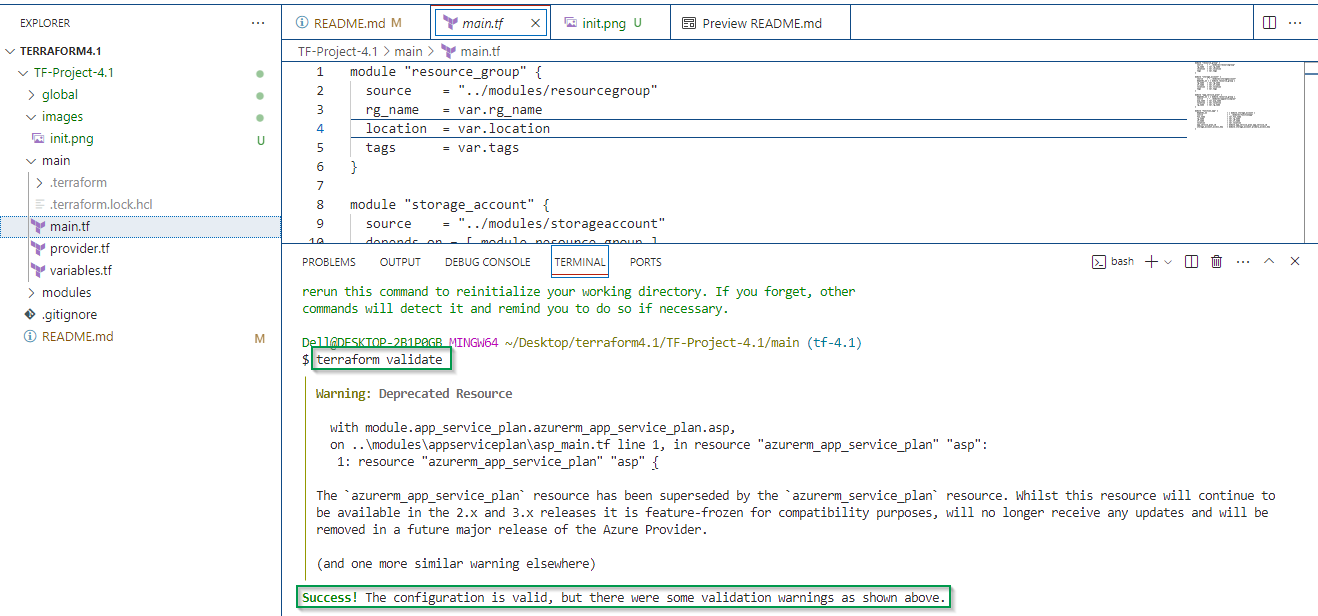 EXPLORER
TERRAFORM4.1
TF-Project-4.1
global
images
init.png U
main
.terraform
.terraform.lock.hcl
main.tf
provider.tf
variables.tf
modules
.gitignore
README.md M
README.md M
main.tf
init.png U
Preview README.md
TF-Project-4.1 > main > main.tf
1 module "resource_group" {
2 source = "../modules/resourcegroup"
3 rg_name = var.rg_name
4 location = var.location
5 tags = var.tags
6 }
7
8 module "storage_account" {
9 source = "../modules/storageaccount"
10 depends_on = [ module.resource_group ]
PROBLEMS OUTPUT DEBUG CONSOLE TERMINAL PORTS bash
rerun this command to reinitialize your working directory. If you forget, other
commands will detect it and remind you to do so if necessary.
Dell@DESKTOP-2B1P0GB MINGW64 ~/Desktop/terraform4.1/TF-Project-4.1/main (tf-4.1)
$ terraform validate
Warning: Deprecated Resource
with module.app_service_plan.azurerm_app_service_plan.asp,
on ..\modules\appserviceplan\asp_main.tf line 1, in resource "azurerm_app_service_plan" "asp":
1: resource "azurerm_app_service_plan" "asp" {
The `azurerm_app_service_plan` resource has been superseded by the `azurerm_service_plan` resource. Whilst this resource will continue to
be available in the 2.x and 3.x releases it is feature-frozen for compatibility purposes, will no longer receive any updates and will be
removed in a future major release of the Azure Provider.
(and one more similar warning elsewhere)
Success! The configuration is valid, but there were some validation warnings as shown above.